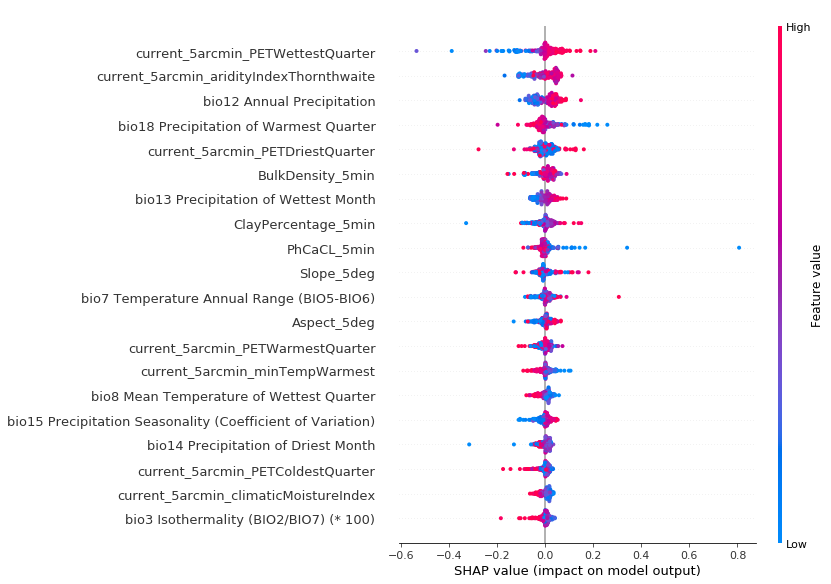 High
current_5arcmin_PETWettestQuarter
current_5arcmin_aridityIndexThornthwaite
bio12 Annual Precipitation
bio18 Precipitation of Warmest Quarter
current_5arcmin_PETDriestQuarter
BulkDensity_5min
bio13 Precipitation of Wettest Month
ClayPercentage_5min
PhCaCL_5min
Slope_5deg
bio7 Temperature Annual Range (BIO5-BIO6)
Aspect_5deg
current_5arcmin_PETWarmestQuarter
current_5arcmin_minTempWarmest
bio8 Mean Temperature of Wettest Quarter
bio15 Precipitation Seasonality (Coefficient of Variation)
bio14 Precipitation of Driest Month
current_5arcmin_PETColdestQuarter
current_5arcmin_climaticMoistureIndex
bio3 Isothermality (BIO2/BIO7) (* 100)
Feature value
Low
−0.6 −0.4 −0.2 0.0 0.2 0.4 0.6 0.8
SHAP value (impact on model output)